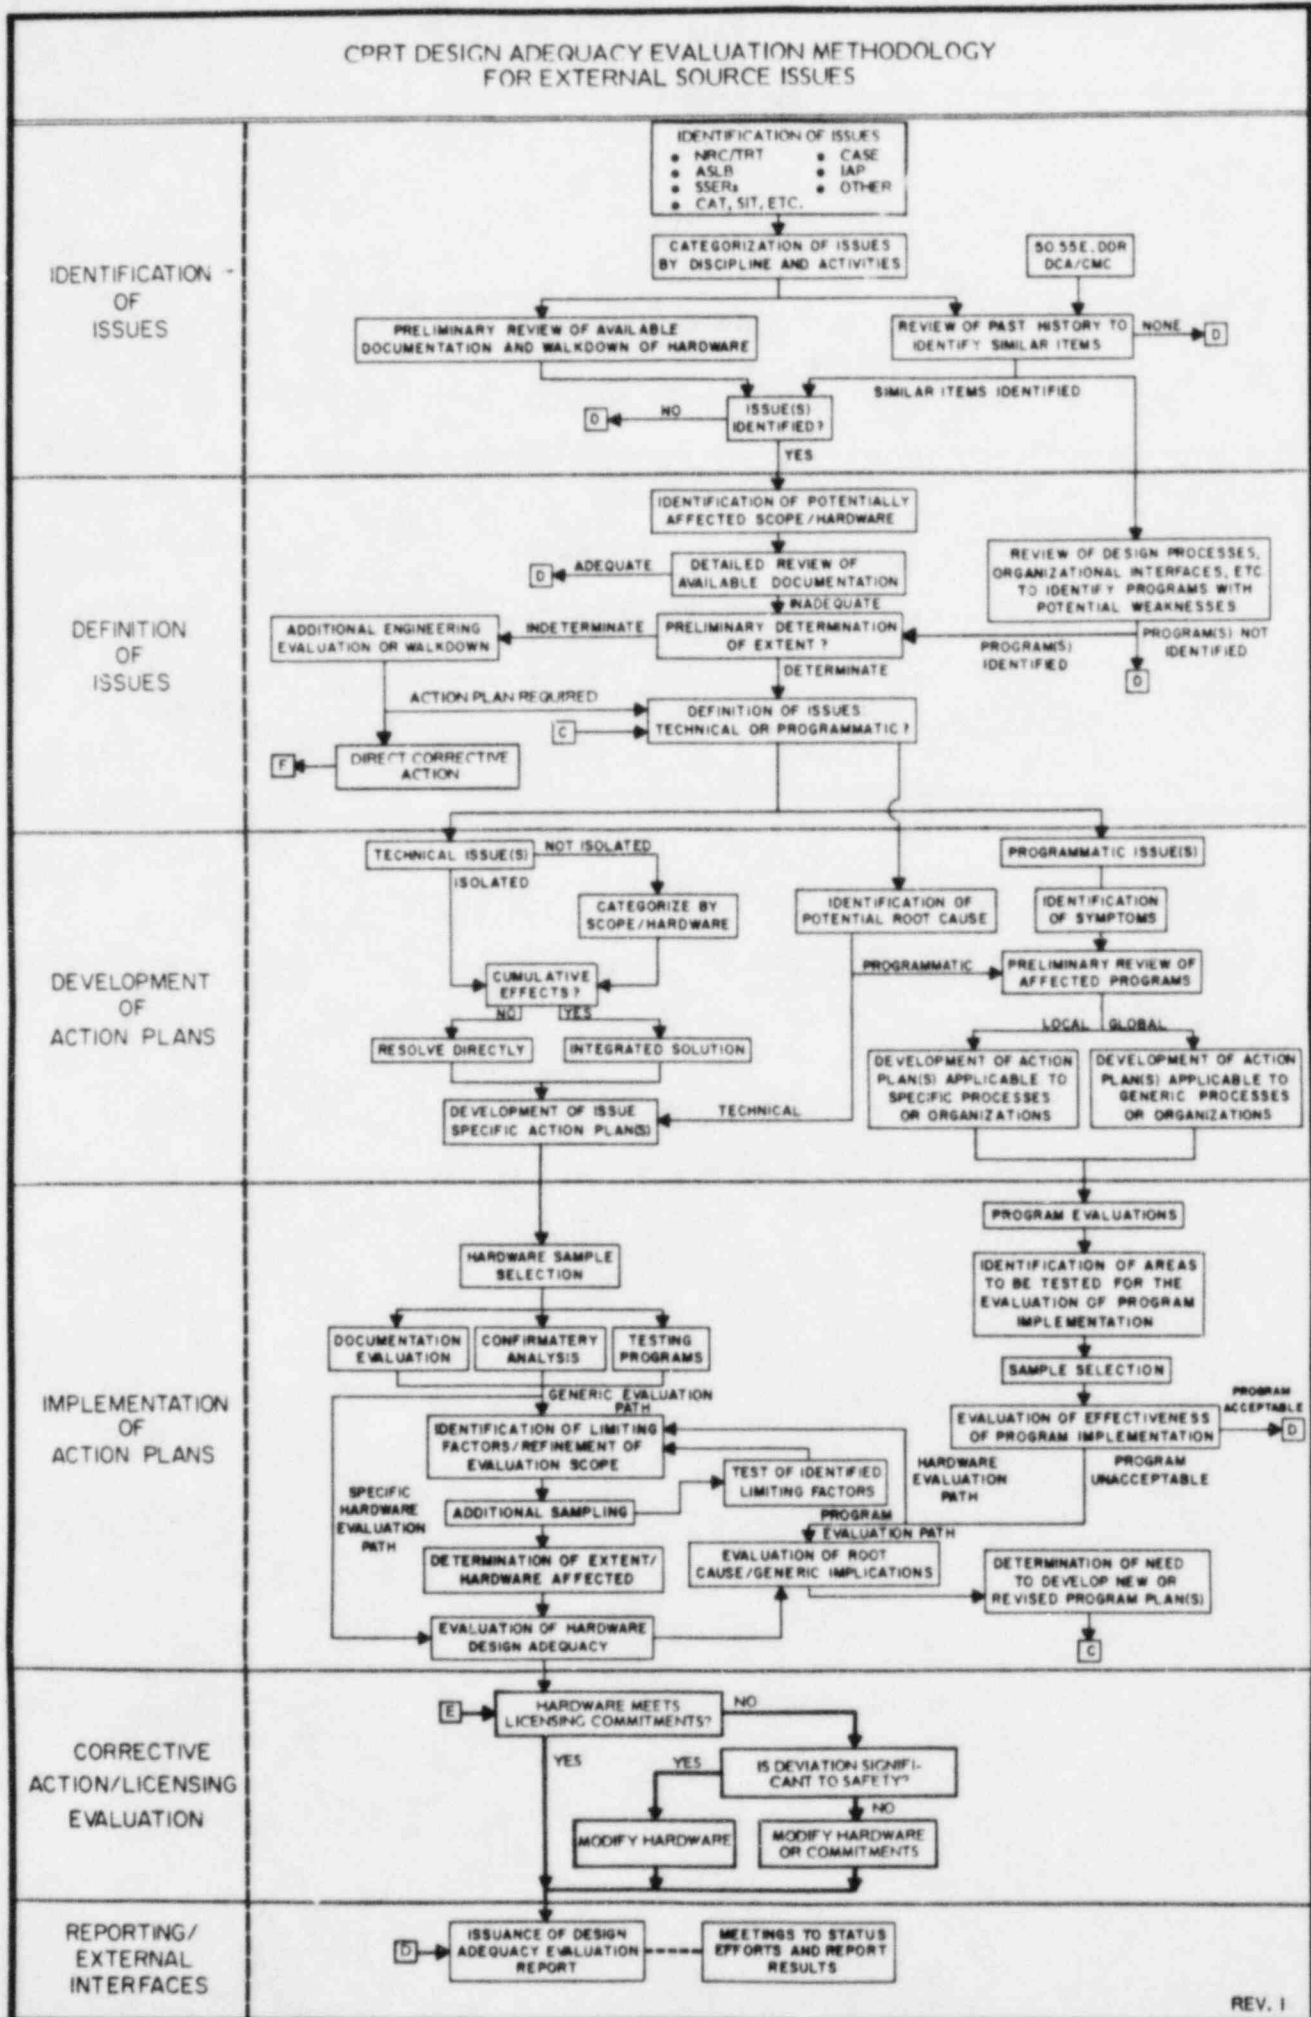 CPRT DESIGN ADEQUACY EVALUATION METHODOLOGY
FOR EXTERNAL SOURCE ISSUES
IDENTIFICATION
OF
ISSUES
IDENTIFICATION OF ISSUES
• NRC/TRT
• CASE
• ASLB
• IAP
• SSERs
• OTHER
• CAT, SIT, ETC.
CATEGORIZATION OF ISSUES
BY DISCIPLINE AND ACTIVITIES
50.55E, DDR
DCA/CMC
PRELIMINARY REVIEW OF AVAILABLE
DOCUMENTATION AND WALKDOWN OF HARDWARE
REVIEW OF PAST HISTORY TO
IDENTIFY SIMILAR ITEMS
NONE
D
SIMILAR ITEMS IDENTIFIED
D
NO
ISSUE(S)
IDENTIFIED?
YES
DEFINITION
OF
ISSUES
IDENTIFICATION OF POTENTIALLY
AFFECTED SCOPE/HARDWARE
D
ADEQUATE
DETAILED REVIEW OF
AVAILABLE DOCUMENTATION
INADEQUATE
REVIEW OF DESIGN PROCESSES,
ORGANIZATIONAL INTERFACES, ETC
TO IDENTIFY PROGRAMS WITH
POTENTIAL WEAKNESSES
ADDITIONAL ENGINEERING
EVALUATION OR WALKDOWN
INDETERMINATE
PRELIMINARY DETERMINATION
OF EXTENT?
DETERMINATE
PROGRAM(S)
IDENTIFIED
PROGRAM(S) NOT
IDENTIFIED
D
ACTION PLAN REQUIRED
C
DEFINITION OF ISSUES
TECHNICAL OR PROGRAMMATIC?
F
DIRECT CORRECTIVE
ACTION
DEVELOPMENT
OF
ACTION PLANS
TECHNICAL ISSUE(S)
NOT ISOLATED
ISOLATED
PROGRAMMATIC ISSUE(S)
CATEGORIZE BY
SCOPE/HARDWARE
IDENTIFICATION OF
POTENTIAL ROOT CAUSE
IDENTIFICATION
OF SYMPTOMS
CUMULATIVE
EFFECTS?
NO
YES
PROGRAMMATIC
PRELIMINARY REVIEW OF
AFFECTED PROGRAMS
LOCAL
GLOBAL
RESOLVE DIRECTLY
INTEGRATED SOLUTION
DEVELOPMENT OF ACTION
PLAN(S) APPLICABLE TO
SPECIFIC PROCESSES
OR ORGANIZATIONS
DEVELOPMENT OF ACTION
PLAN(S) APPLICABLE TO
GENERIC PROCESSES
OR ORGANIZATIONS
DEVELOPMENT OF ISSUE
SPECIFIC ACTION PLAN(S)
TECHNICAL
IMPLEMENTATION
OF
ACTION PLANS
PROGRAM EVALUATIONS
HARDWARE SAMPLE
SELECTION
IDENTIFICATION OF AREAS
TO BE TESTED FOR THE
EVALUATION OF PROGRAM
IMPLEMENTATION
DOCUMENTATION
EVALUATION
CONFIRMATERY
ANALYSIS
TESTING
PROGRAMS
SAMPLE SELECTION
GENERIC EVALUATION
PATH
PROGRAM
ACCEPTABLE
D
EVALUATION OF EFFECTIVENESS
OF PROGRAM IMPLEMENTATION
IDENTIFICATION OF LIMITING
FACTORS/REFINEMENT OF
EVALUATION SCOPE
HARDWARE
EVALUATION
PATH
PROGRAM
UNACCEPTABLE
TEST OF IDENTIFIED
LIMITING FACTORS
SPECIFIC
HARDWARE
EVALUATION
PATH
ADDITIONAL SAMPLING
PROGRAM
EVALUATION PATH
DETERMINATION OF EXTENT/
HARDWARE AFFECTED
EVALUATION OF ROOT
CAUSE/GENERIC IMPLICATIONS
DETERMINATION OF NEED
TO DEVELOP NEW OR
REVISED PROGRAM PLAN(S)
C
EVALUATION OF HARDWARE
DESIGN ADEQUACY
CORRECTIVE
ACTION/LICENSING
EVALUATION
E
HARDWARE MEETS
LICENSING COMMITMENTS?
NO
YES
YES
IS DEVIATION SIGNIFI-
CANT TO SAFETY?
NO
MODIFY HARDWARE
MODIFY HARDWARE
OR COMMITMENTS
REPORTING/
EXTERNAL
INTERFACES
D
ISSUANCE OF DESIGN
ADEQUACY EVALUATION
REPORT
MEETINGS TO STATUS
EFFORTS AND REPORT
RESULTS
REV. 1